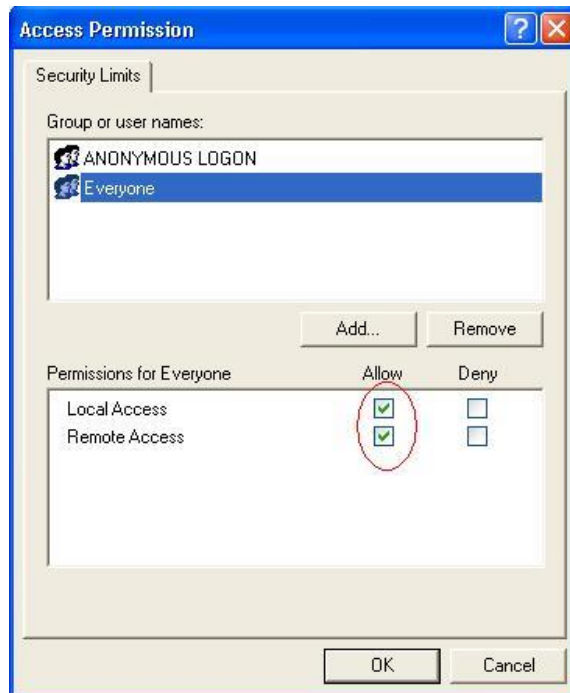 Access Permission
Security Limits
Group or user names:
ANONYMOUS LOGON
Everyone
Add... Remove
Permissions for Everyone Allow Deny
Local Access
Remote Access
OK Cancel